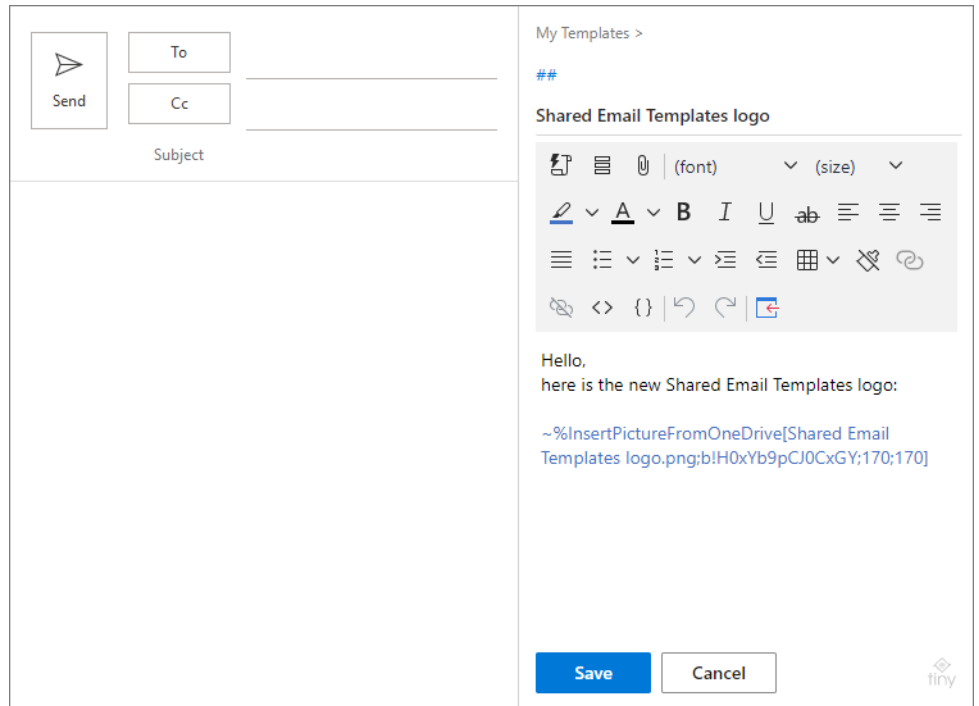 Send
To
Cc
Subject
My Templates >
##
Shared Email Templates logo
(font) (size)
A B I U ab
<> {}
Hello,
here is the new Shared Email Templates logo:
~%InsertPictureFromOneDrive[Shared Email
Templates logo.png;b!H0xYb9pCJ0CxGY;170;170]
Save Cancel
tiny